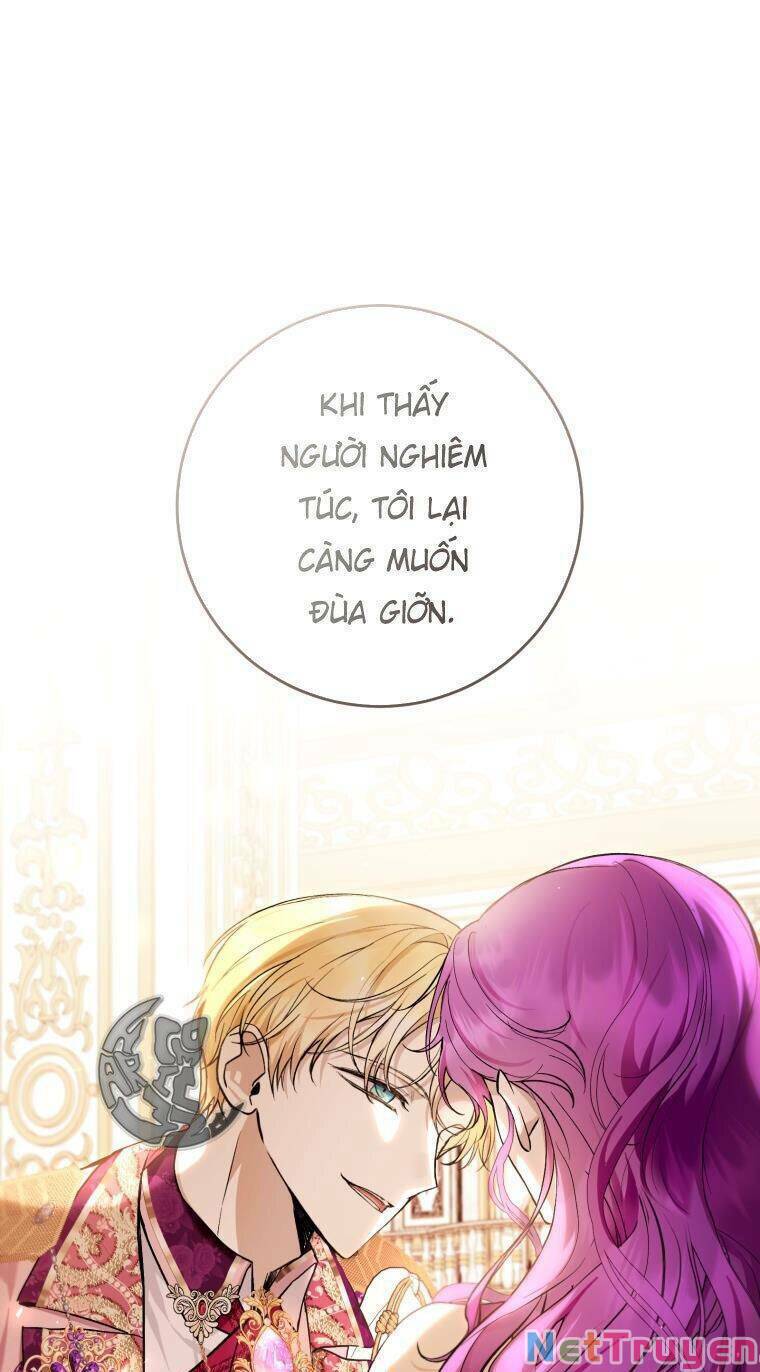 KHI THẤY
NGƯỜI NGHIÊM
TÚC, TÔI LẠI
CÀNG MUỐN
ĐÙA GIỠN.
NetTruyen